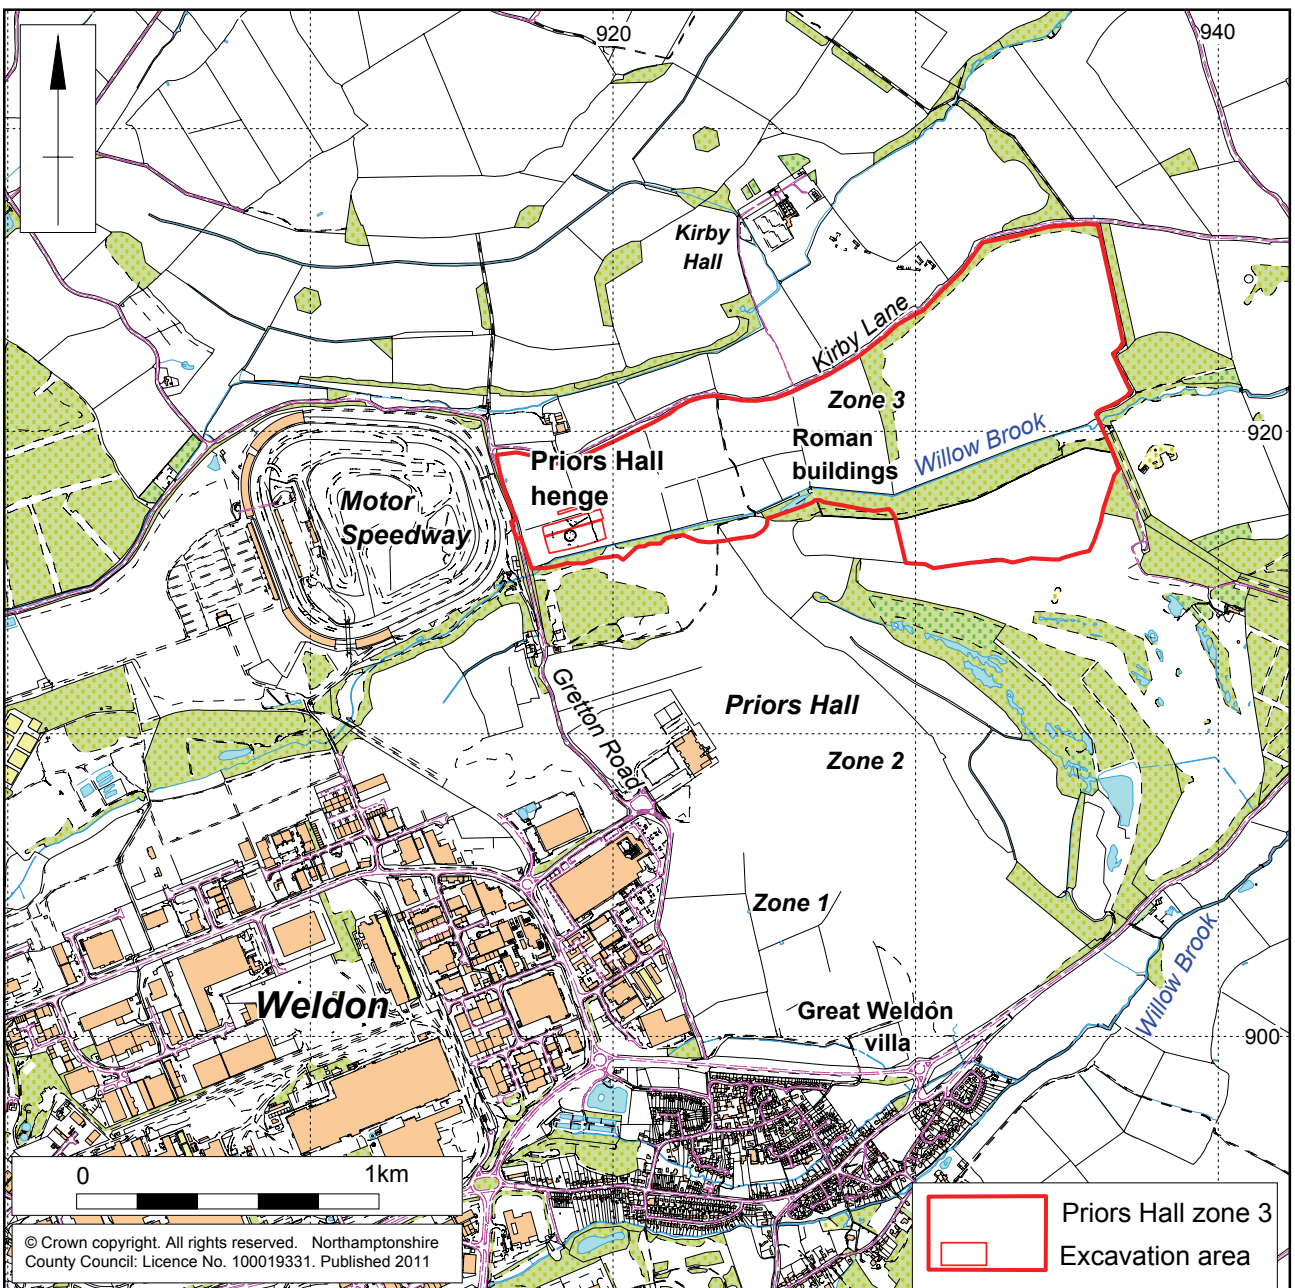 920
940
Kirby
Hall
Kirby Lane
Zone 3
920
Roman
buildings
Willow Brook
Priors Hall
henge
Motor
Speedway
Gretton Road
Priors Hall
Zone 2
Zone 1
Willow Brook
Weldon
Great Weldon
villa
900
0 1km
© Crown copyright. All rights reserved. Northamptonshire
County Council: Licence No. 100019331. Published 2011
Priors Hall zone 3
Excavation area